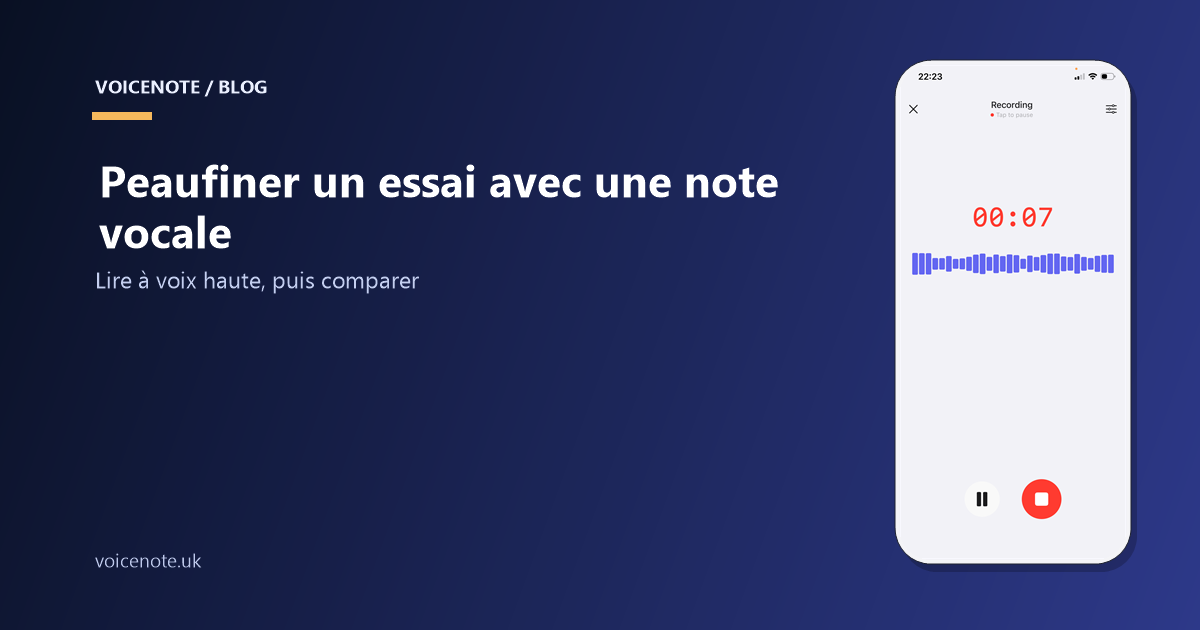 VOICENOTE / BLOG
Peaufiner un essai avec une note
vocale
Lire à voix haute, puis comparer
voicenote.uk
22:23
Recording
Tap to pause
00:07